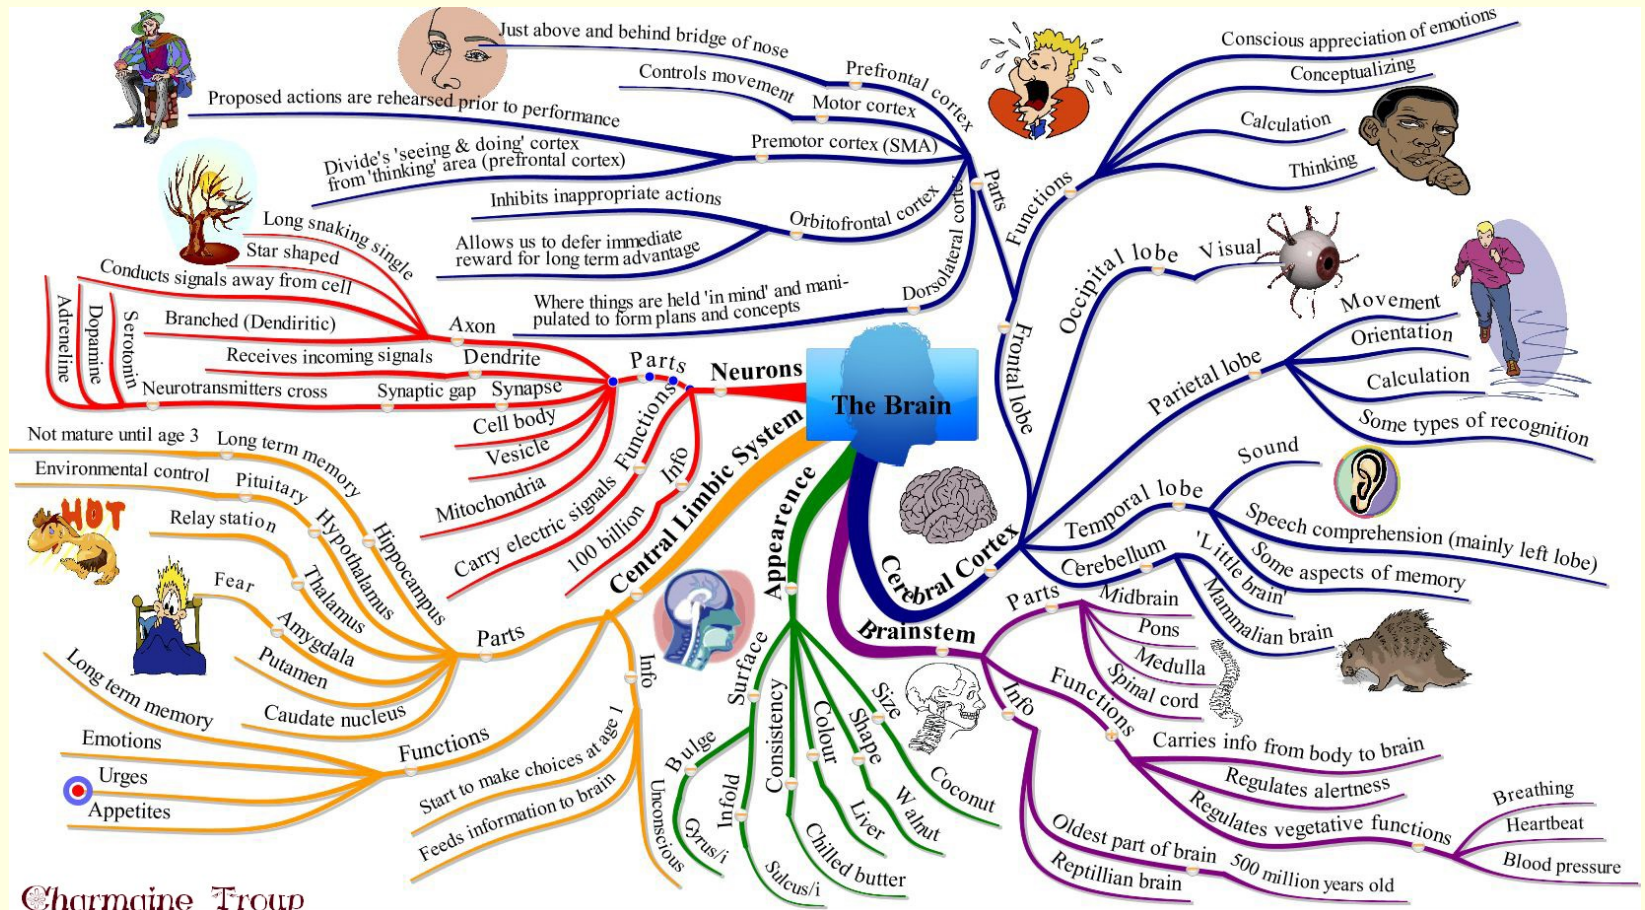 The Brain
Neurons
Parts
Axon
Long snaking single
Star shaped
Conducts signals away from cell
Branched (Dendiritic)
Dendrite
Receives incoming signals
Synapse
Synaptic gap
Neurotransmitters cross
Serotonin
Dopamine
Adreneline
Cell body
Vesicle
Mitochondria
Functions
Carry electric signals
Info
100 billion
Central Limbic System
Parts
Hippocampus
Long term memory
Not mature until age 3
Hypothalamus
Pituitary
Environmental control
HOT
Thalamus
Relay station
Amygdala
Fear
Putamen
Caudate nucleus
Functions
Long term memory
Emotions
Urges
Appetites
Info
Start to make choices at age 1
Feeds information to brain
Unconscious
Appearence
Surface
Bulge
Gyrus/i
Infold
Sulcus/i
Consistency
Chilled butter
Colour
Liver
Shape
Walnut
Size
Coconut
Brainstem
Parts
Midbrain
Pons
Medulla
Spinal cord
Functions
Carries info from body to brain
Regulates alertness
Regulates vegetative functions
Breathing
Heartbeat
Blood pressure
Info
Oldest part of brain
500 million years old
Reptillian brain
Cerebral Cortex
Frontal lobe
Parts
Prefrontal cortex
Just above and behind bridge of nose
Motor cortex
Controls movement
Premotor cortex (SMA)
Proposed actions are rehearsed prior to performance
Divide's 'seeing & doing' cortex
from 'thinking' area (prefrontal cortex)
Orbitofrontal cortex
Inhibits inappropriate actions
Allows us to defer immediate
reward for long term advantage
Dorsolateral cortex
Where things are held 'in mind' and mani-
pulated to form plans and concepts
Functions
Conscious appreciation of emotions
Conceptualizing
Calculation
Thinking
Occipital lobe
Visual
Parietal lobe
Movement
Orientation
Calculation
Some types of recognition
Temporal lobe
Sound
Speech comprehension (mainly left lobe)
Some aspects of memory
Cerebellum
'Little brain'
Mammalian brain
Charmaine Troup